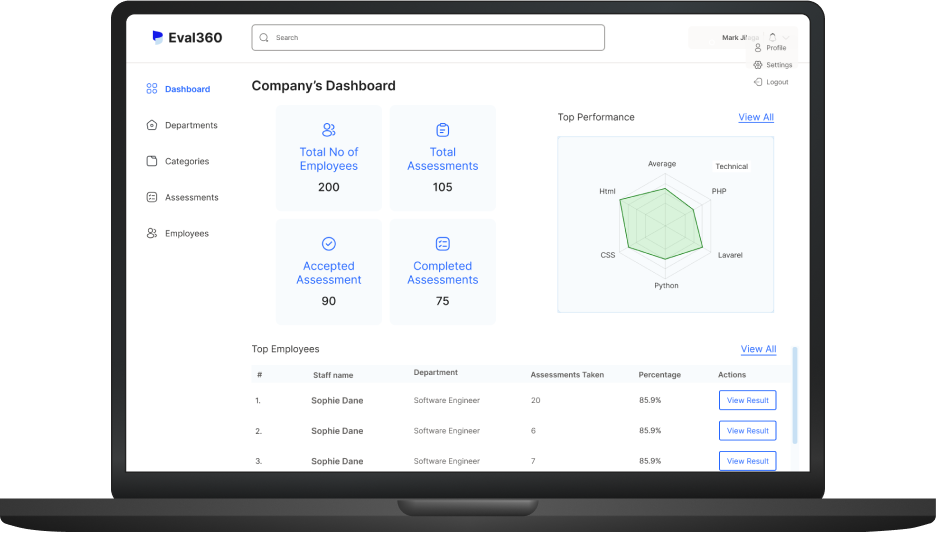 Eval360
Search
Mark
Profile
Settings
Logout
Dashboard
Departments
Categories
Assessments
Employees
Company's Dashboard
Total No of
Employees
200
Total
Assessments
105
Accepted
Assessment
90
Completed
Assessments
75
Top Performance
View All
Average
Technical
Html
PHP
CSS
Lavarel
Python
Top Employees
View All
# Staff name Department Assessments Taken Percentage Actions
1. Sophie Dane Software Engineer 20 85.9% View Result
2. Sophie Dane Software Engineer 6 85.9% View Result
3. Sophie Dane Software Engineer 7 85.9% View Result